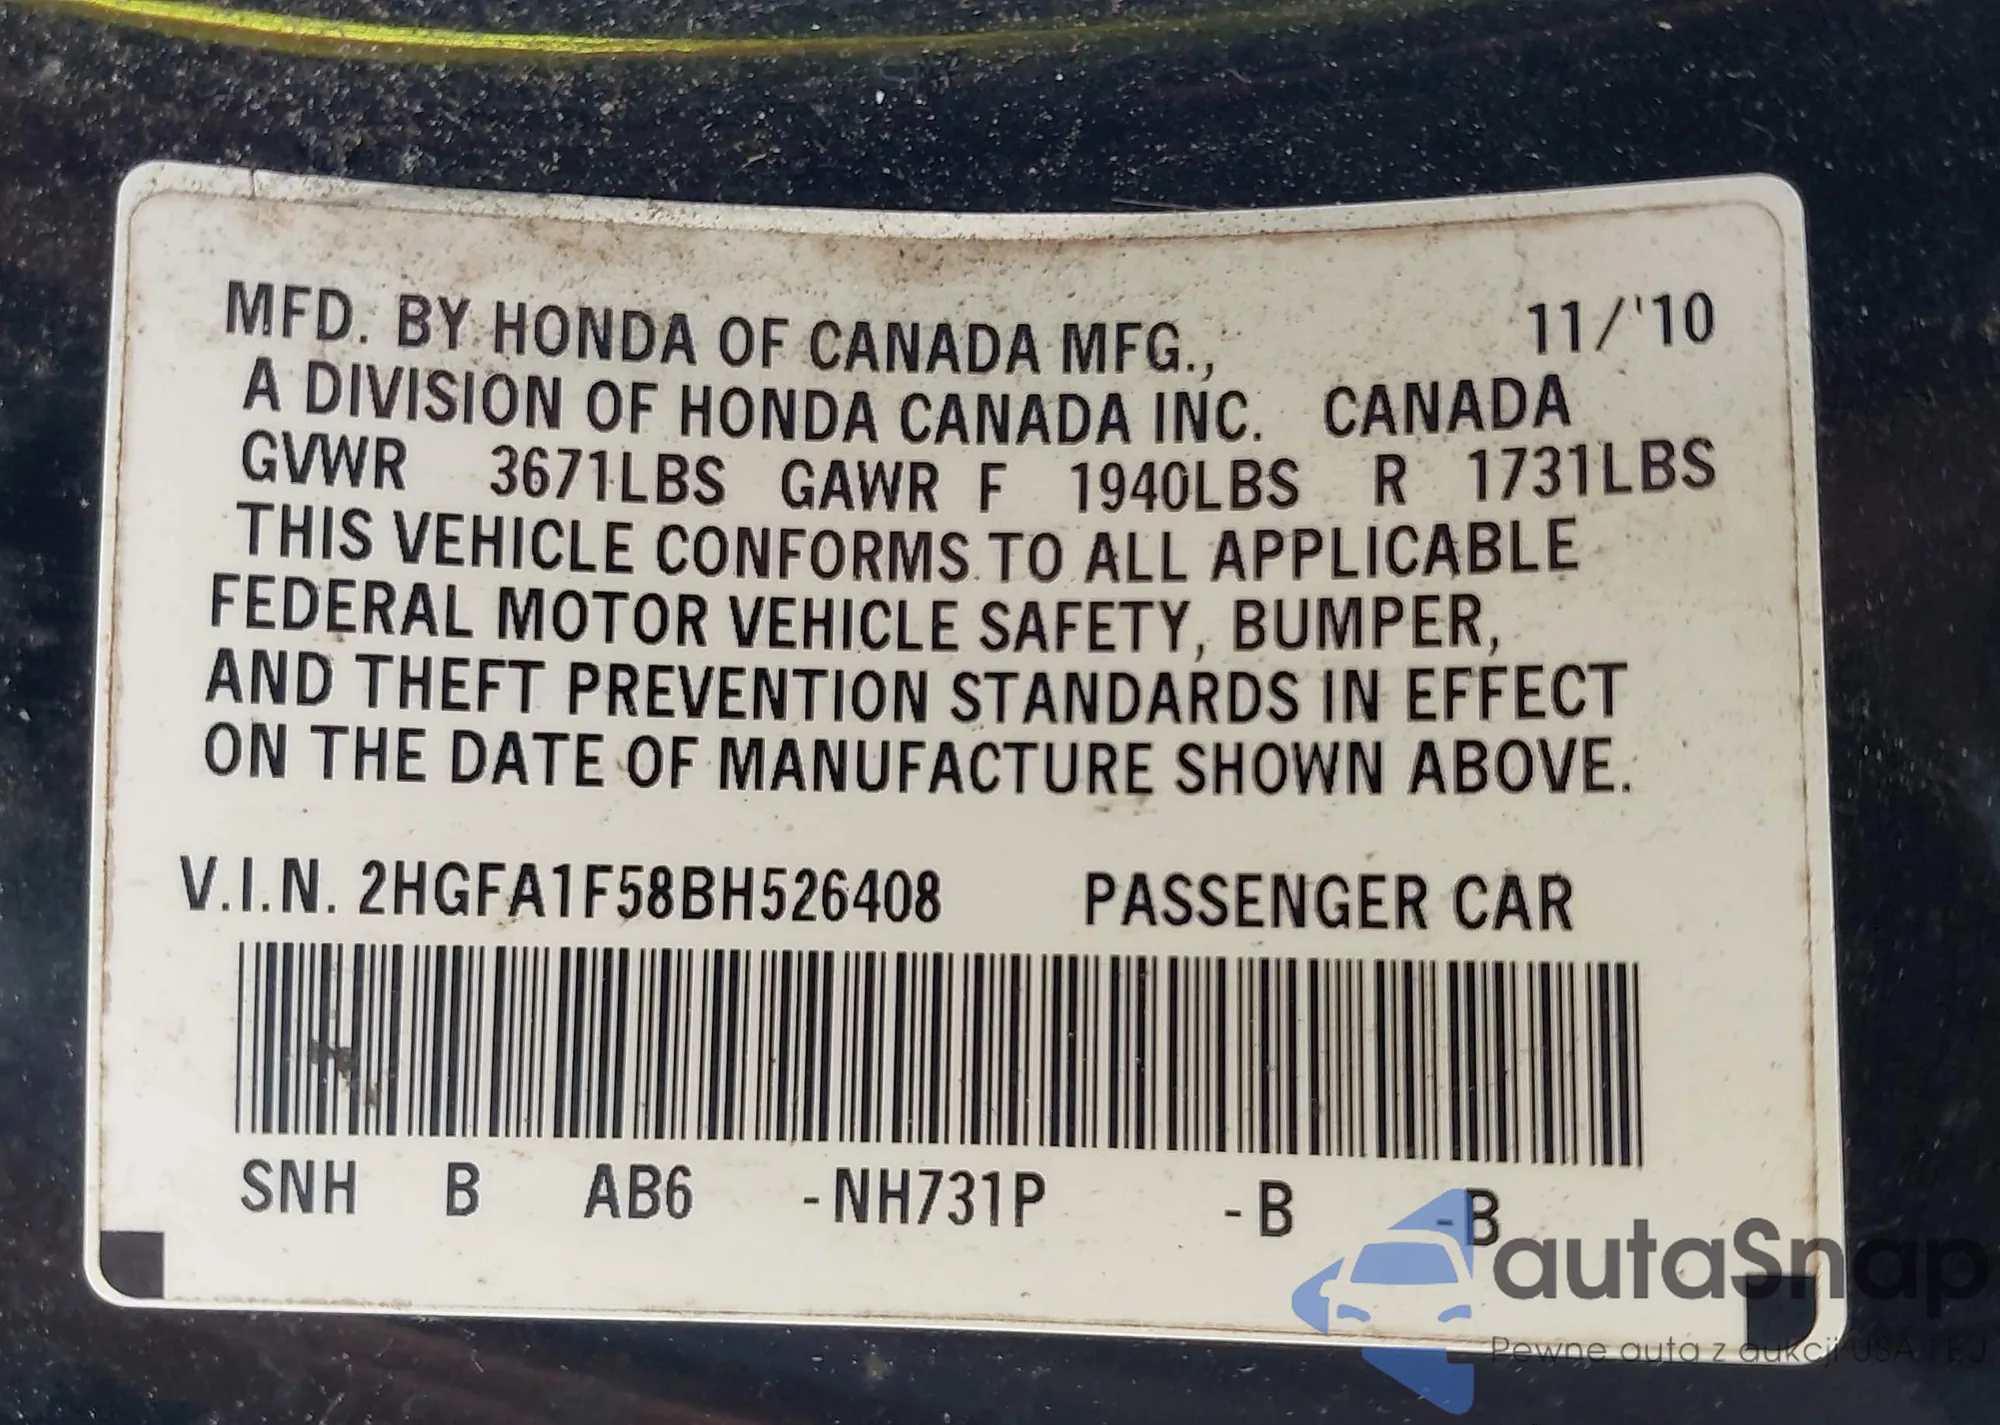 MFD. BY HONDA OF CANADA MFG., 11/'10
A DIVISION OF HONDA CANADA INC. CANADA
GVWR 3671LBS GAWR F 1940LBS R 1731LBS
THIS VEHICLE CONFORMS TO ALL APPLICABLE
FEDERAL MOTOR VEHICLE SAFETY, BUMPER,
AND THEFT PREVENTION STANDARDS IN EFFECT
ON THE DATE OF MANUFACTURE SHOWN ABOVE.
V.I.N. 2HGFA1F58BH526408 PASSENGER CAR
SNH B AB6 -NH731P -B -B
autaSnap
Pewne auta z aukcji USA